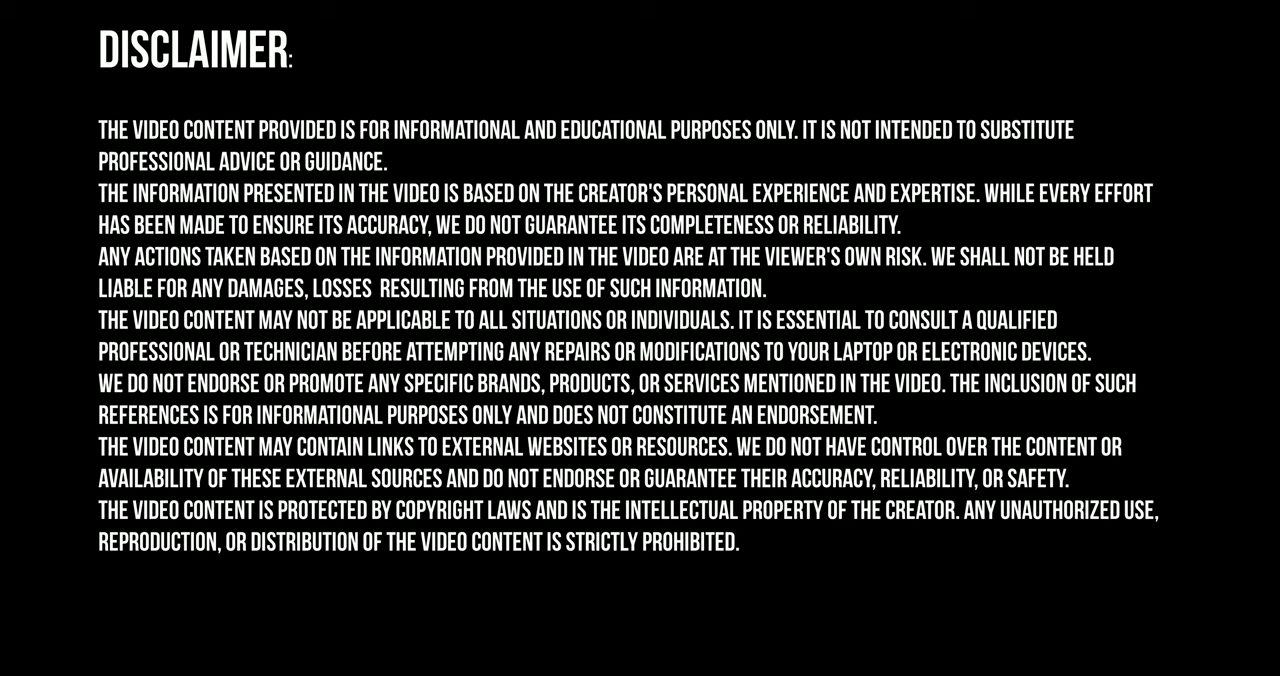 DISCLAIMER:
THE VIDEO CONTENT PROVIDED IS FOR INFORMATIONAL AND EDUCATIONAL PURPOSES ONLY. IT IS NOT INTENDED TO SUBSTITUTE
PROFESSIONAL ADVICE OR GUIDANCE.
THE INFORMATION PRESENTED IN THE VIDEO IS BASED ON THE CREATOR'S PERSONAL EXPERIENCE AND EXPERTISE. WHILE EVERY EFFORT
HAS BEEN MADE TO ENSURE ITS ACCURACY, WE DO NOT GUARANTEE ITS COMPLETENESS OR RELIABILITY.
ANY ACTIONS TAKEN BASED ON THE INFORMATION PROVIDED IN THE VIDEO ARE AT THE VIEWER'S OWN RISK. WE SHALL NOT BE HELD
LIABLE FOR ANY DAMAGES, LOSSES  RESULTING FROM THE USE OF SUCH INFORMATION.
THE VIDEO CONTENT MAY NOT BE APPLICABLE TO ALL SITUATIONS OR INDIVIDUALS. IT IS ESSENTIAL TO CONSULT A QUALIFIED
PROFESSIONAL OR TECHNICIAN BEFORE ATTEMPTING ANY REPAIRS OR MODIFICATIONS TO YOUR LAPTOP OR ELECTRONIC DEVICES.
WE DO NOT ENDORSE OR PROMOTE ANY SPECIFIC BRANDS, PRODUCTS, OR SERVICES MENTIONED IN THE VIDEO. THE INCLUSION OF SUCH
REFERENCES IS FOR INFORMATIONAL PURPOSES ONLY AND DOES NOT CONSTITUTE AN ENDORSEMENT.
THE VIDEO CONTENT MAY CONTAIN LINKS TO EXTERNAL WEBSITES OR RESOURCES. WE DO NOT HAVE CONTROL OVER THE CONTENT OR
AVAILABILITY OF THESE EXTERNAL SOURCES AND DO NOT ENDORSE OR GUARANTEE THEIR ACCURACY, RELIABILITY, OR SAFETY.
THE VIDEO CONTENT IS PROTECTED BY COPYRIGHT LAWS AND IS THE INTELLECTUAL PROPERTY OF THE CREATOR. ANY UNAUTHORIZED USE,
REPRODUCTION, OR DISTRIBUTION OF THE VIDEO CONTENT IS STRICTLY PROHIBITED.